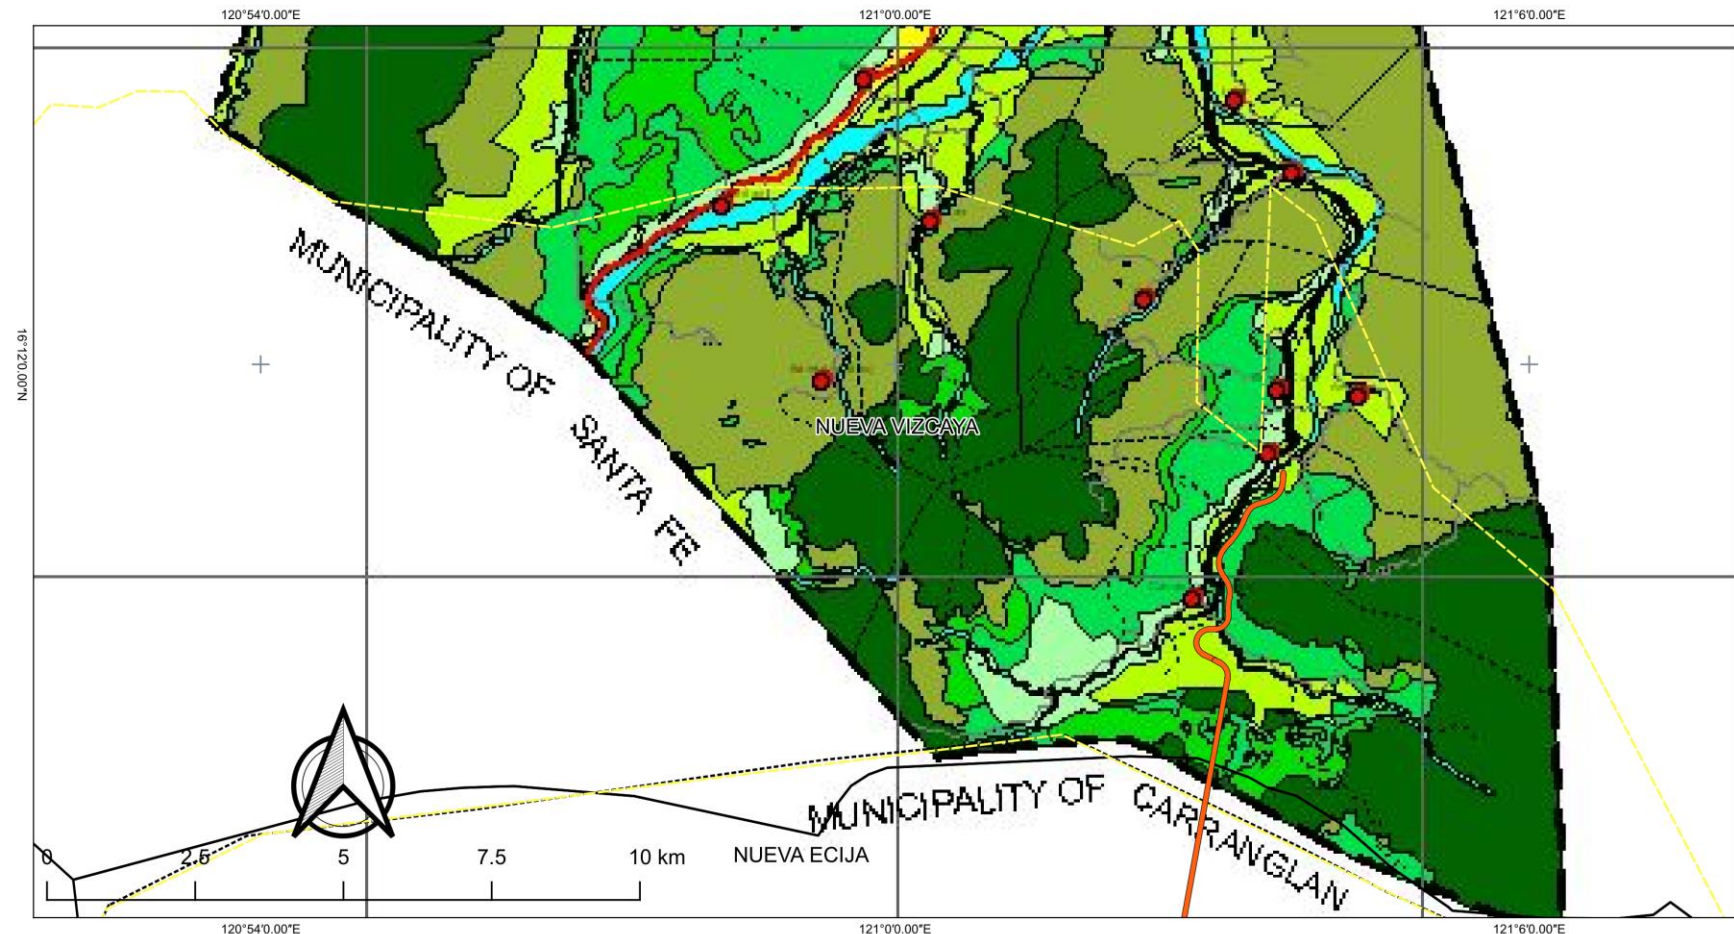 120°54'0.00"E
121°0'0.00"E
121°6'0.00"E
16°12'0.00"N
MUNICIPALITY OF SANTA FE
NUEVA VIZCAYA
MUNICIPALITY OF CARRANGLAN
NUEVA ECIJA
0 2.5 5 7.5 10 km
120°54'0.00"E
121°0'0.00"E
121°6'0.00"E